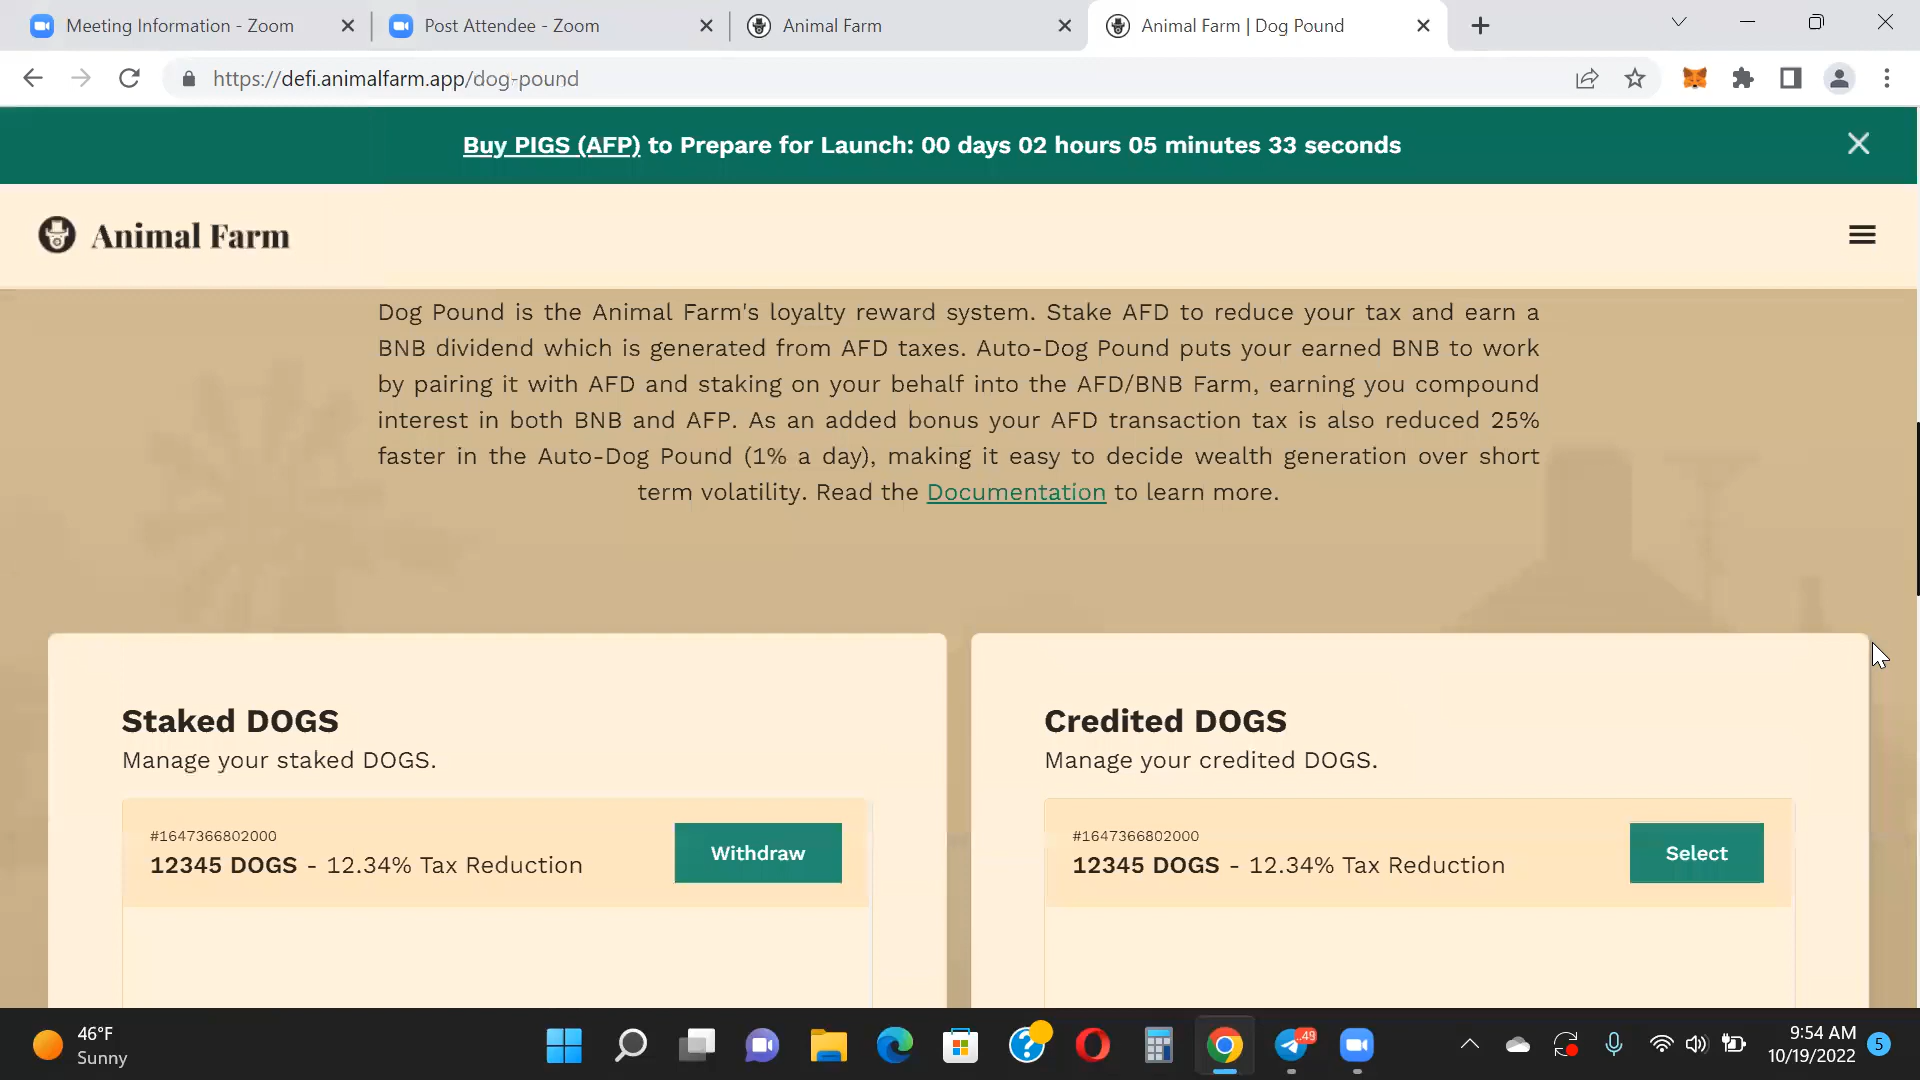 Meeting Information - Zoom
Post Attendee - Zoom
Animal Farm
Animal Farm | Dog Pound
https://defi.animalfarm.app/dog-pound
Buy PIGS (AFP) to Prepare for Launch: 00 days 02 hours 05 minutes 33 seconds
Animal Farm
Dog Pound is the Animal Farm's loyalty reward system. Stake AFD to reduce your tax and earn a
BNB dividend which is generated from AFD taxes. Auto-Dog Pound puts your earned BNB to work
by pairing it with AFD and staking on your behalf into the AFD/BNB Farm, earning you compound
interest in both BNB and AFP. As an added bonus your AFD transaction tax is also reduced 25%
faster in the Auto-Dog Pound (1% a day), making it easy to decide wealth generation over short
term volatility. Read the Documentation to learn more.
Staked DOGS
Manage your staked DOGS.
#1647366802000
12345 DOGS - 12.34% Tax Reduction
Withdraw
Credited DOGS
Manage your credited DOGS.
#1647366802000
12345 DOGS - 12.34% Tax Reduction
Select
46°F
Sunny
49
9:54 AM
10/19/2022
5